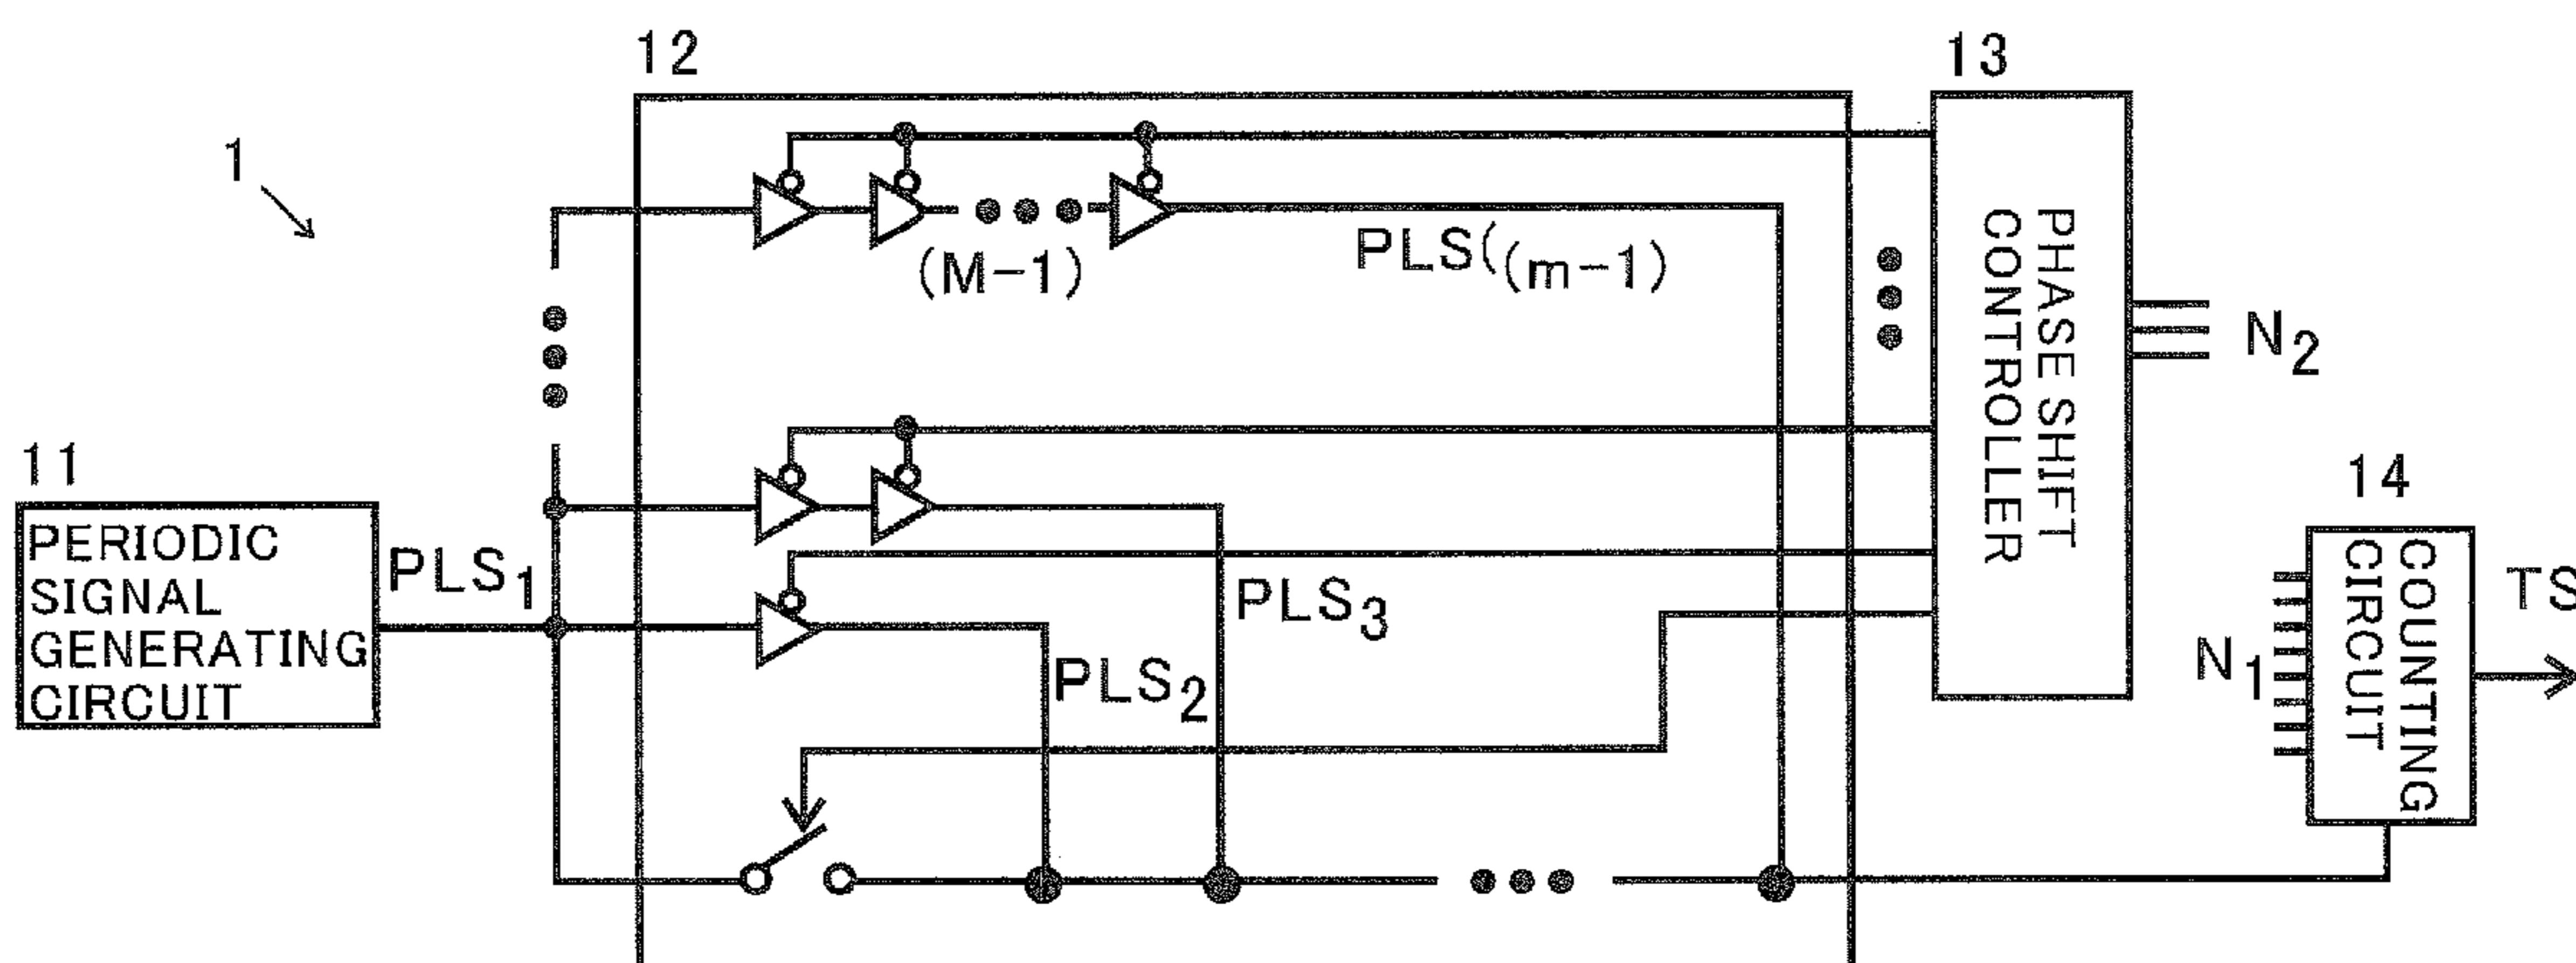 12
13
1
(M-1)
PLS((m-1)
PHASE SHIFT
CONTROLLER
N2
11
PERIODIC
SIGNAL
GENERATING
CIRCUIT
PLS1
PLS3
PLS2
14
N1
COUNTING
CIRCUIT
TS